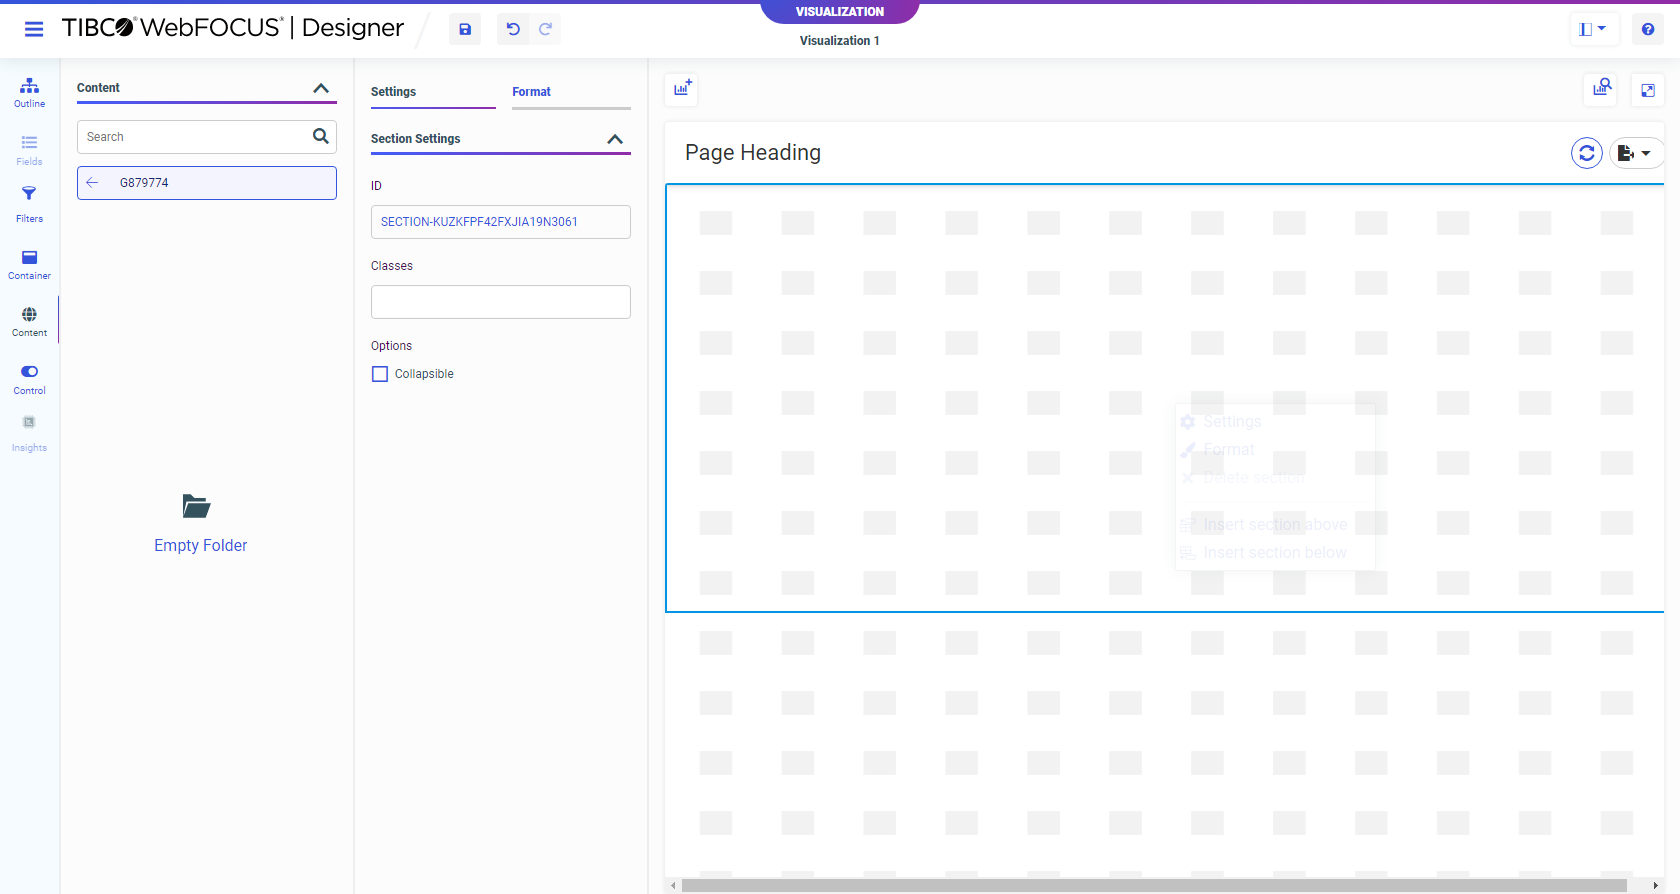 VISUALIZATION
TIBCO® WebFOCUS® | Designer
Visualization 1
Outline
Fields
Filters
Container
Content
Control
Insights
Content
Search
G879774
Empty Folder
Settings
Format
Section Settings
ID
SECTION-KUZKFPF42FXJIA19N3061
Classes
Options
Collapsible
Page Heading
Settings
Format
Delete section
Insert section above
Insert section below